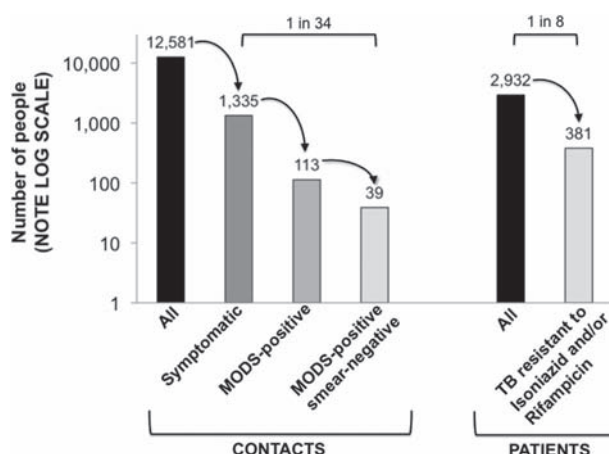 1 in 34
1 in 8
12,581
1,335
113
39
2,932
381
Number of people
(NOTE LOG SCALE)
10,000
1,000
100
10
1
All
Symptomatic
MODS-positive
MODS-positive
smear-negative
All
TB resistant to
Isoniazid and/or
Rifampicin
CONTACTS
PATIENTS